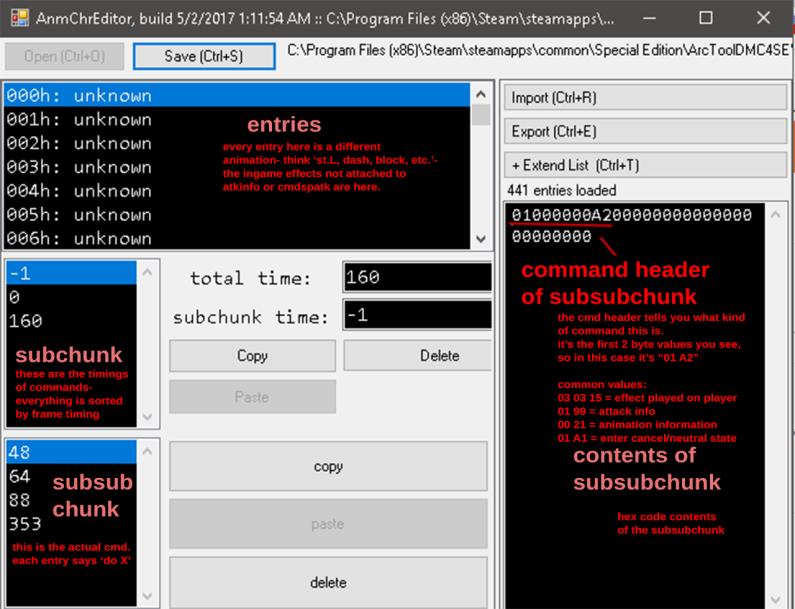 AnmChrEditor, build 5/2/2017 1:11:54 AM :: C:\Program Files (x86)\Steam\steamapps\...
Open (Ctrl+O)
Save (Ctrl+S)
C:\Program Files (x86)\Steam\steamapps\common\Special Edition\ArcToolDMC4SE'
000h: unknown
001h: unknown
002h: unknown
003h: unknown
004h: unknown
005h: unknown
006h: unknown
entries
every entry here is a different
animation- think 'st.L, dash, block, etc.'-
the ingame effects not attached to
atkinfo or cmdspatk are here.
Import (Ctrl+R)
Export (Ctrl+E)
+ Extend List (Ctrl+T)
441 entries loaded
01000000A200000000000000
00000000
command header
of subsubchunk
the cmd header tells you what kind
of command this is.
it's the first 2 byte values you see,
so in this case it's "01 A2"
common values:
03 03 15 = effect played on player
01 99 = attack info
00 21 = animation information
01 A1 = enter cancel/neutral state
contents of
subsubchunk
hex code contents
of the subsubchunk
-1
0
160
subchunk
these are the timings
of commands-
everything is sorted
by frame timing
total time:
160
subchunk time:
-1
Copy
Delete
Paste
48
64
88
353
subsub
chunk
this is the actual cmd.
each entry says 'do X'
copy
paste
delete